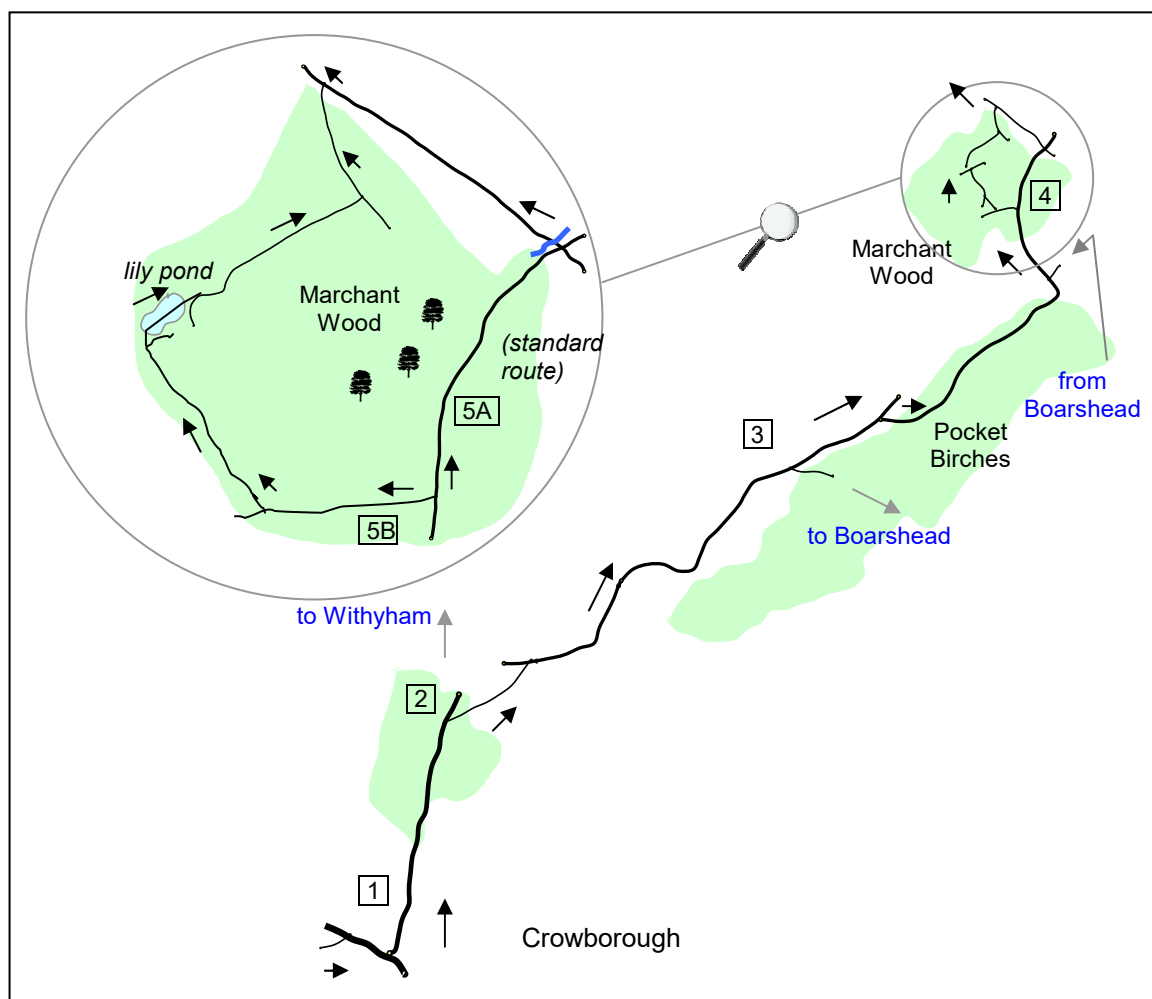 lily pond
Marchant
Wood
(standard
route)
5A
5B
4
Marchant
Wood
from
Boarshead
3
Pocket
Birches
to Boarshead
to Withyham
2
1
Crowborough